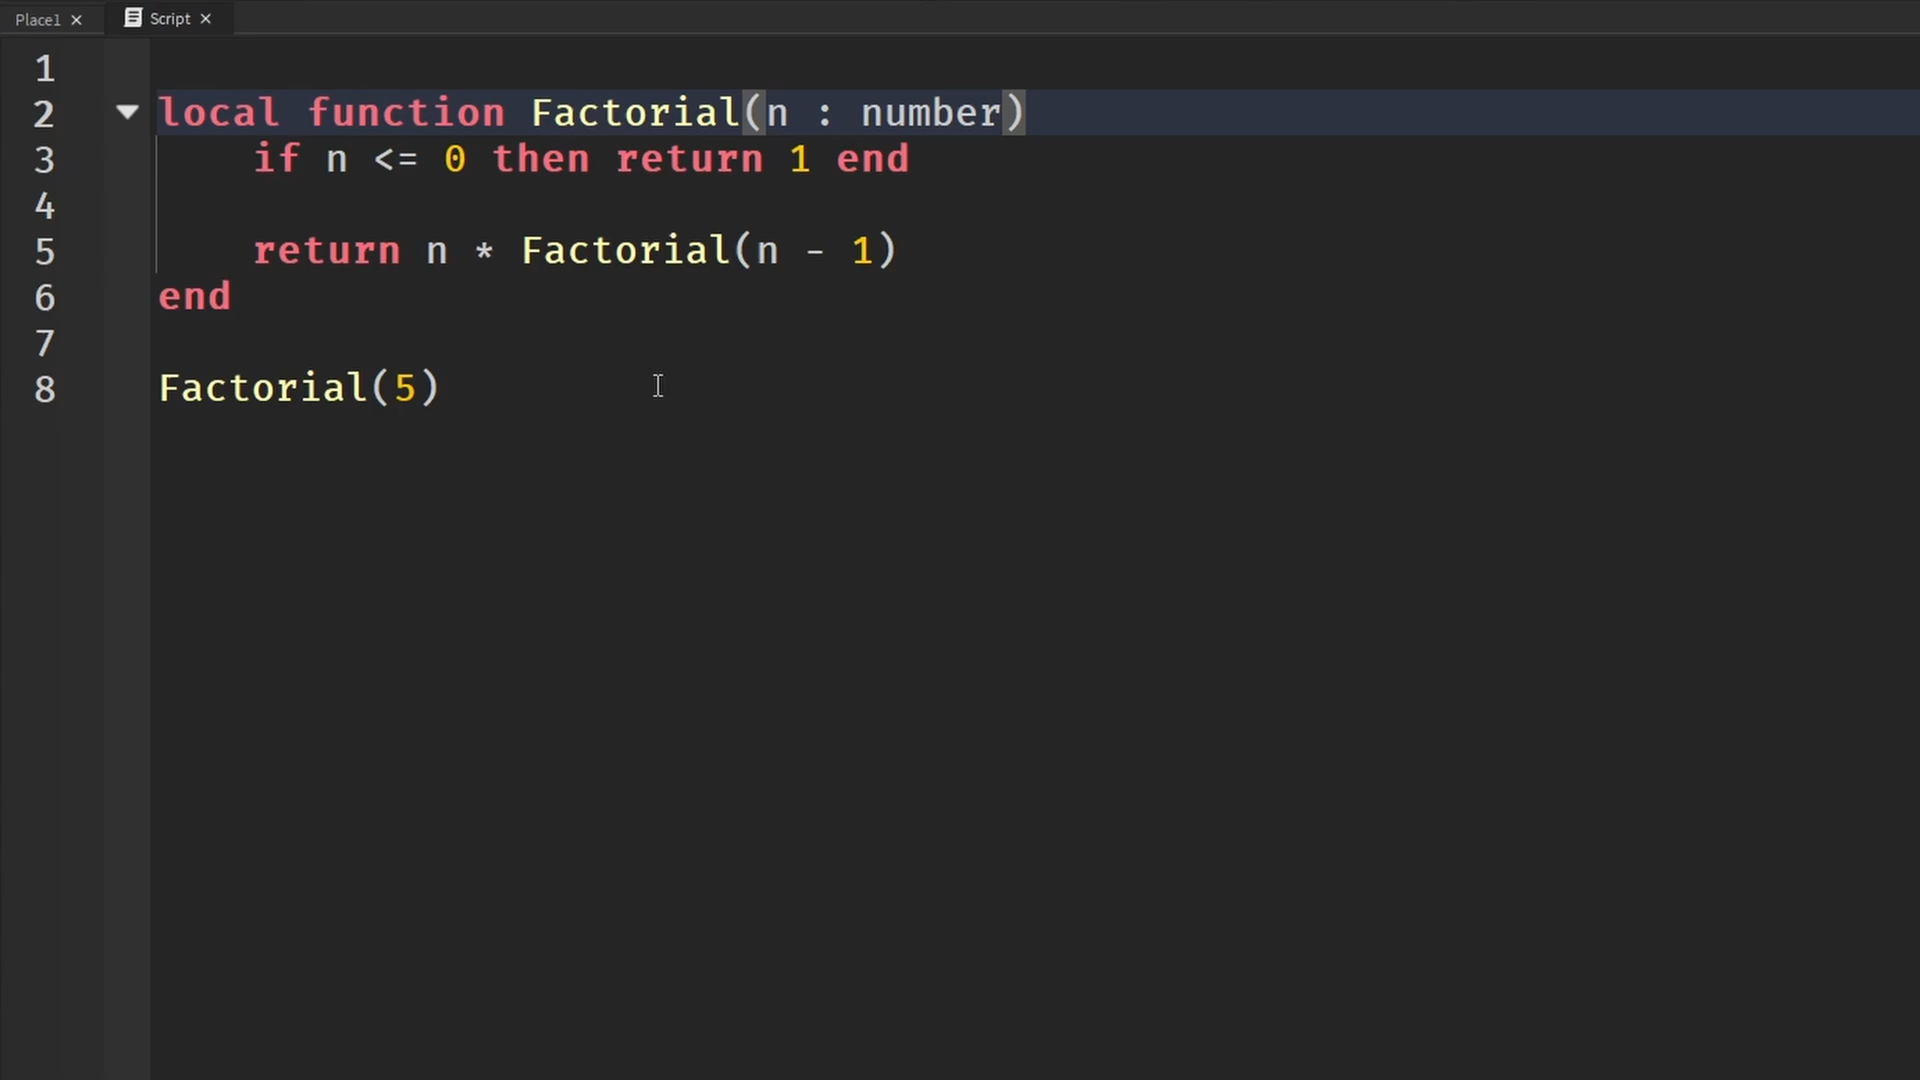 Place1 × Script ×
1
2 local function Factorial(n : number)
3 if n <= 0 then return 1 end
4
5 return n * Factorial(n - 1)
6 end
7
8 Factorial(5)